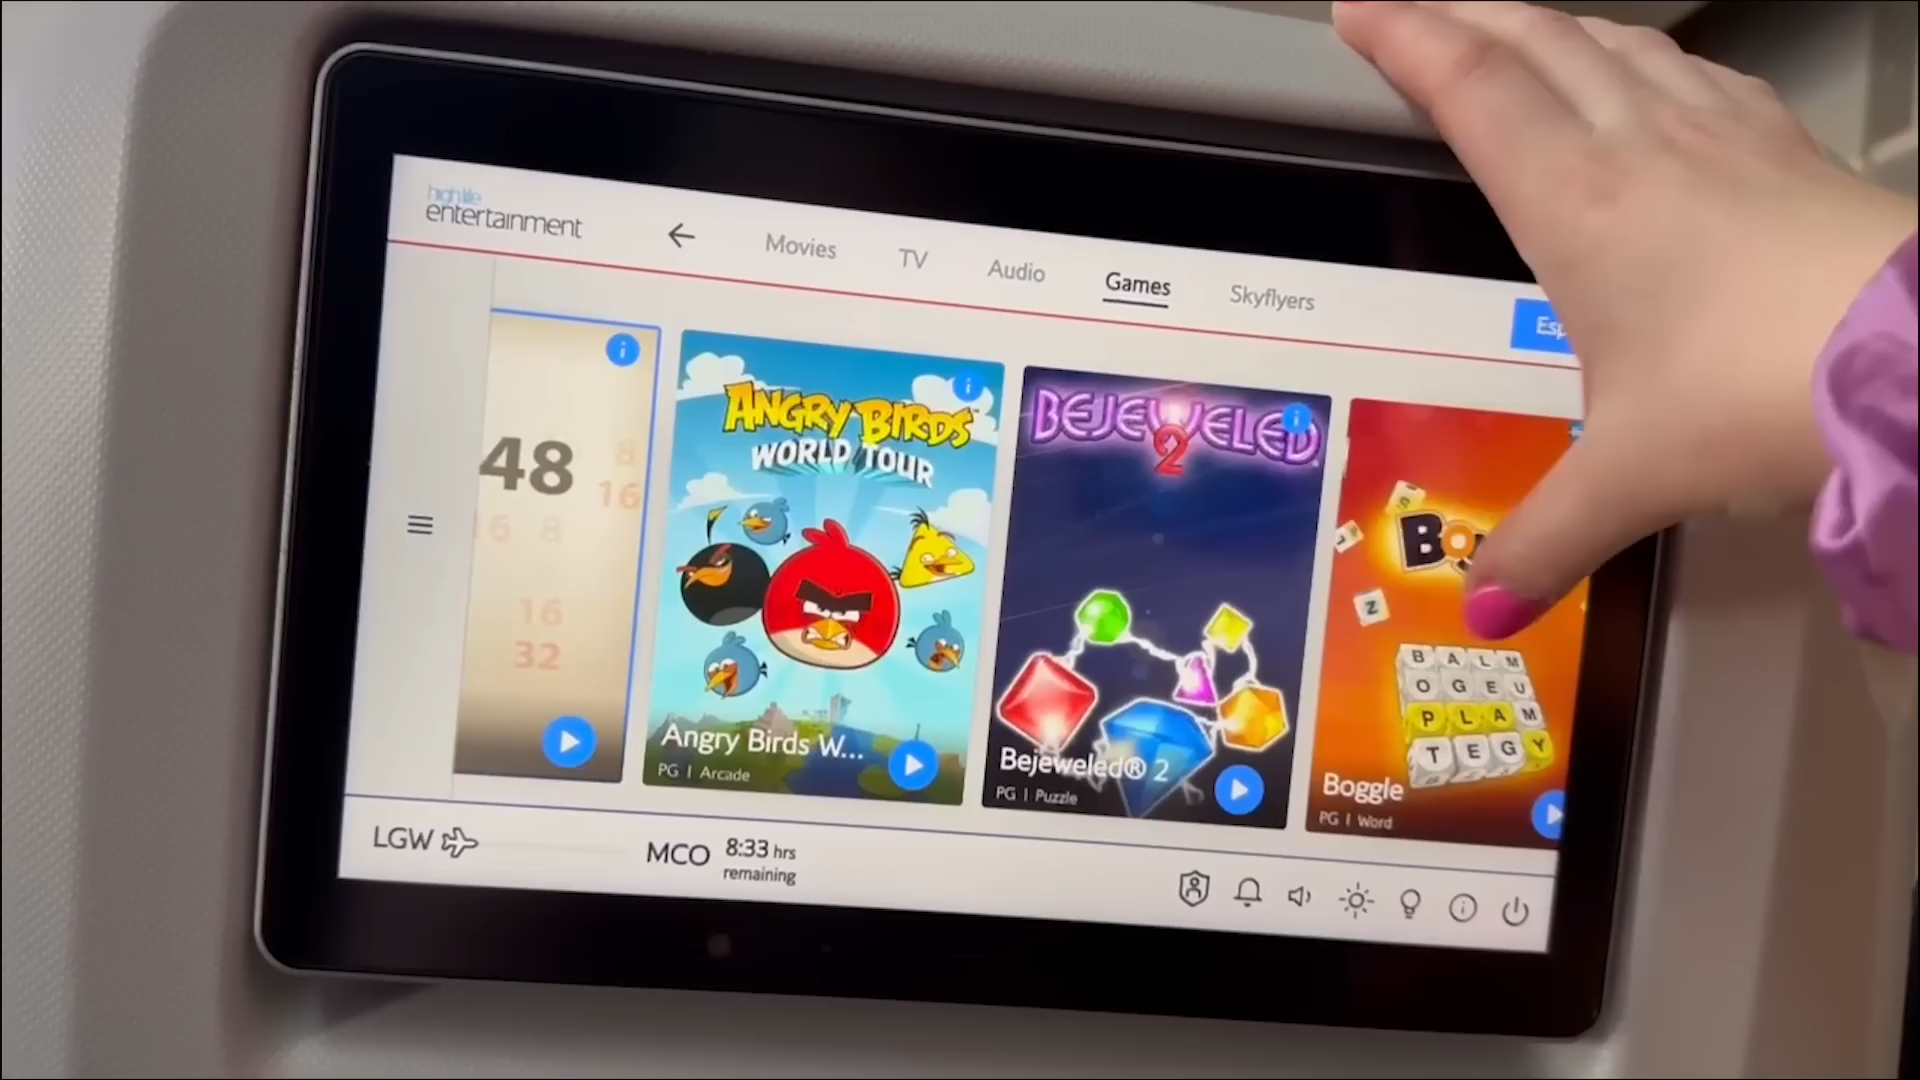 high life
entertainment
Movies
TV
Audio
Games
Skyflyers
Esp
48
8
16
16 8
16
32
ANGRY BIRDS
WORLD TOUR
Angry Birds W...
PG | Arcade
BEJEWELED
2
Bejeweled® 2
PG | Puzzle
Z
B A L M
O G E U
P L A M
T E G Y
Boggle
PG | Word
LGW
MCO
8:33 hrs
remaining